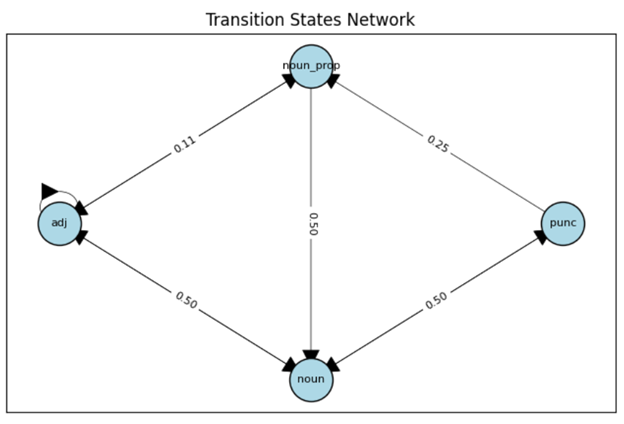 Transition States Network
noun_prop
0.11
0.25
adj
0.50
punc
0.50
0.50
noun